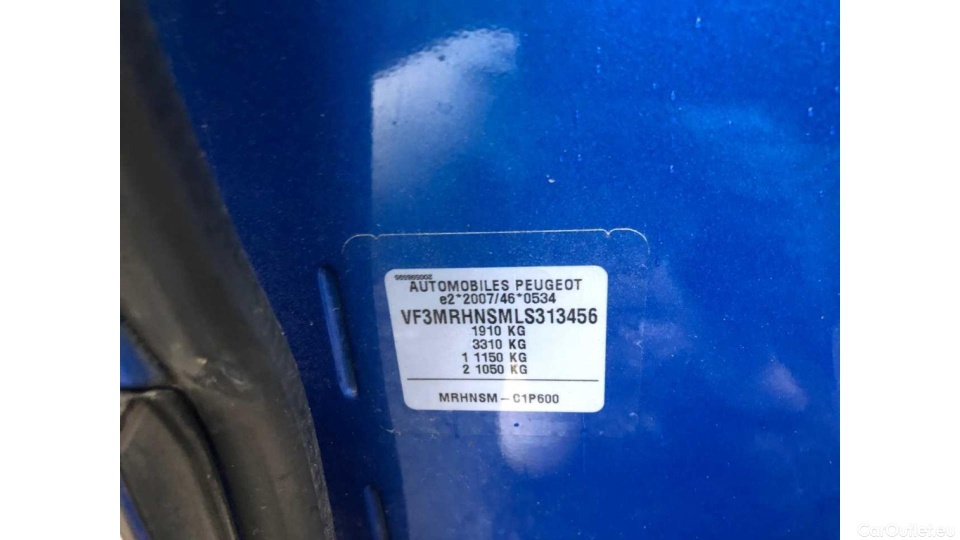 AUTOMOBILES PEUGEOT
e2*2007/46*0534
VF3MRHNSMLS313456
1910 KG
3310 KG
1 1150 KG
2 1050 KG
MRHNSM - C1P600
CarOutlet.eu